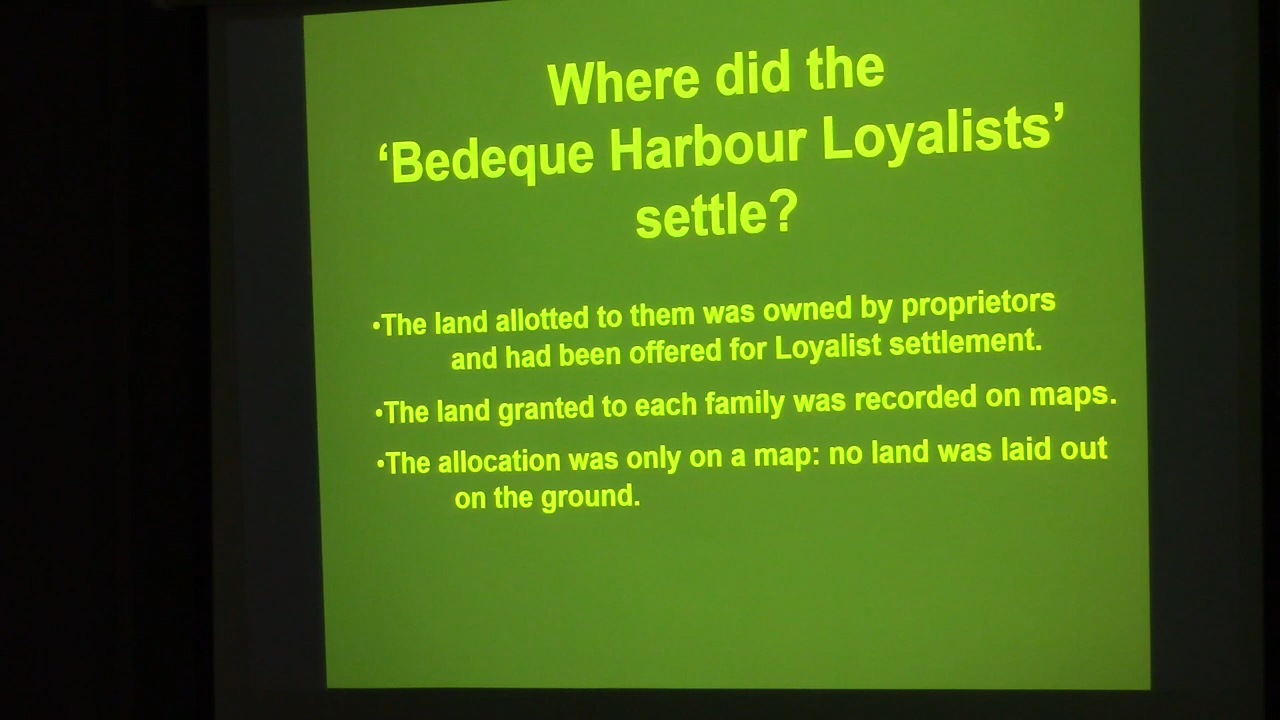 Where did the
‘Bedeque Harbour Loyalists’
settle?
•The land allotted to them was owned by proprietors
and had been offered for Loyalist settlement.
•The land granted to each family was recorded on maps.
•The allocation was only on a map: no land was laid out
on the ground.